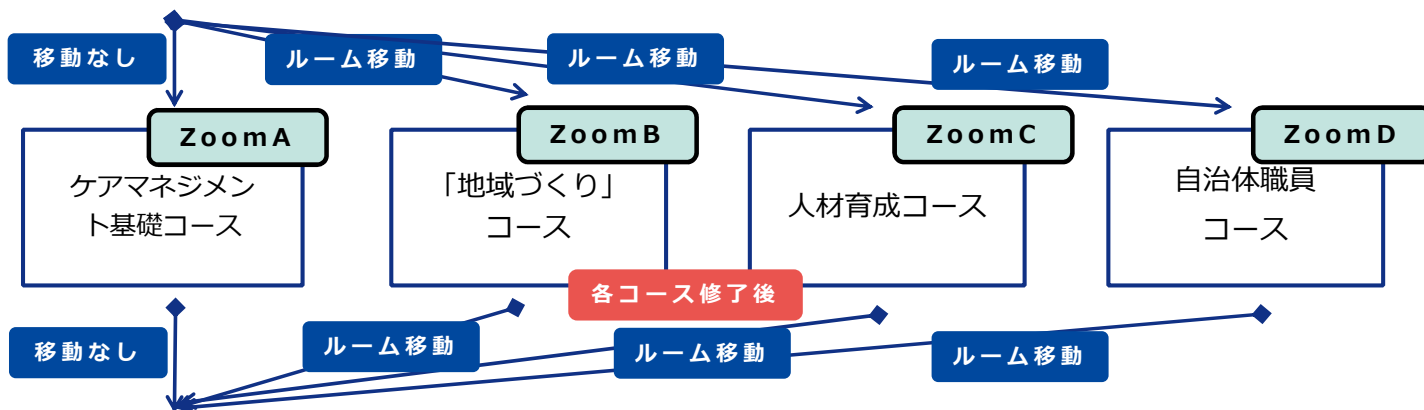 移動なし
ルーム移動
ルーム移動
ルーム移動
ZoomA
ZoomB
ZoomC
ZoomD
ケアマネジメン
ト基礎コース
「地域づくり」
コース
人材育成コース
自治体職員
コース
各コース修了後
移動なし
ルーム移動
ルーム移動
ルーム移動